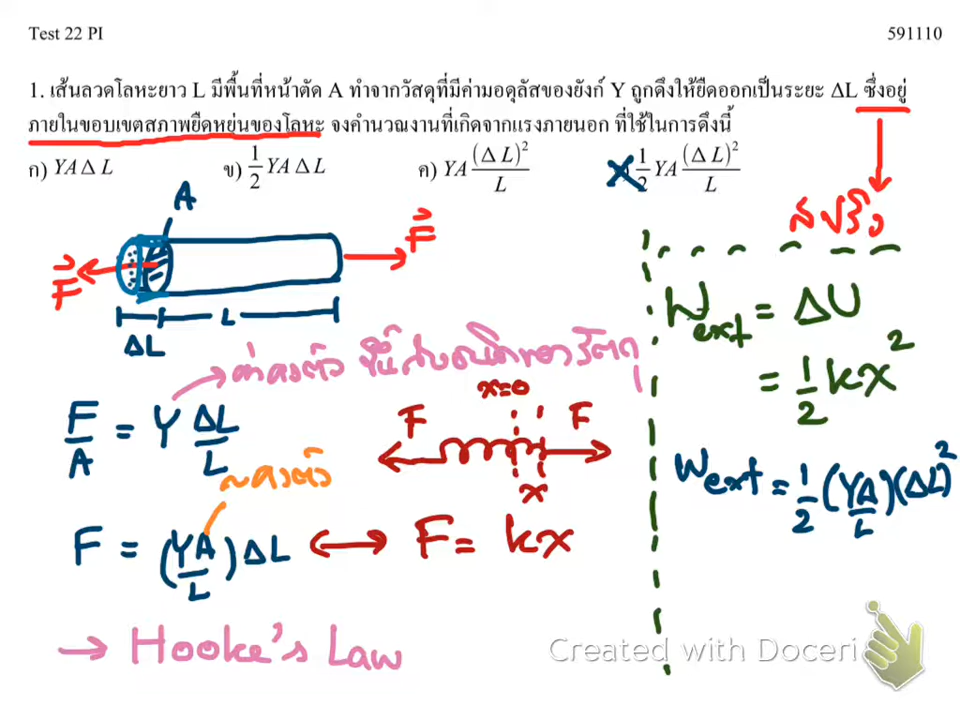 Test 22 PI
591110
1. เส้นลวดโลหะยาว L มีพื้นที่หน้าตัด A ทำจากวัสดุที่มีค่ามอดุลัสของยังก์ Y ถูกดึงให้ยืดออกเป็นระยะ ΔL ซึ่งอยู่
ภายในขอบเขตสภาพยืดหยุ่นของโลหะ จงคำนวณงานที่เกิดจากแรงภายนอก ที่ใช้ในการดึงนี้
ก) YAΔL ข) 1/2 YAΔL ค) YA (ΔL)²/L 1/2 YA (ΔL)²/L
A
สปริง
F⃗
F⃗
ΔL L
W_ext = ΔU
= 1/2 kx²
ค่าคงตัว ขึ้นกับชนิดของวัสดุ
x=0
F F
F/A = Y ΔL/L
x
W_ext = 1/2 (YA/L)(ΔL)²
คงตัว
F = (YA/L) ΔL ↔ F = kx
→ Hooke's Law
Created with Doceri